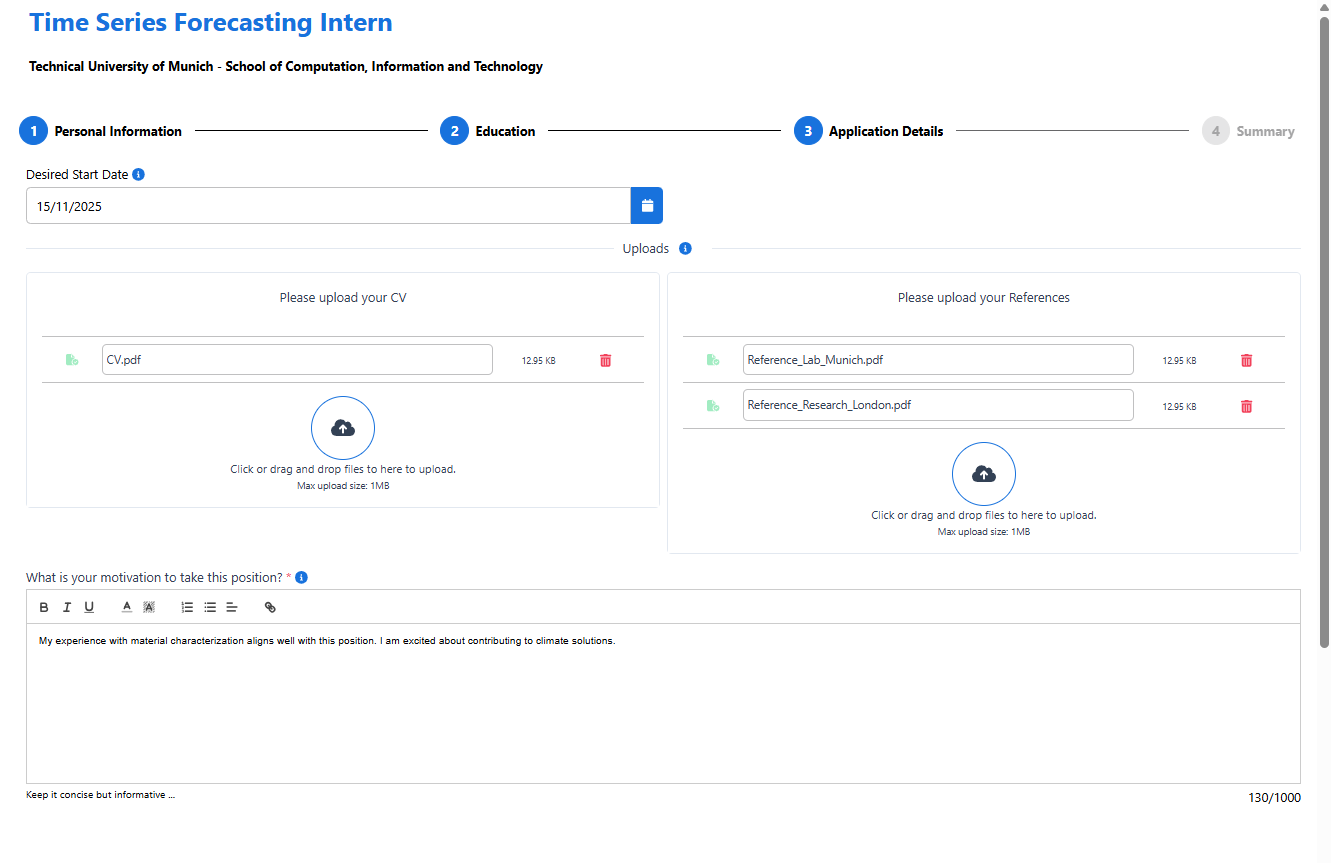 Time Series Forecasting Intern
Technical University of Munich - School of Computation, Information and Technology
1 Personal Information 2 Education 3 Application Details 4 Summary
Desired Start Date
15/11/2025
Uploads
Please upload your CV
CV.pdf 12.95 KB
Click or drag and drop files to here to upload.
Max upload size: 1MB
Please upload your References
Reference_Lab_Munich.pdf 12.95 KB
Reference_Research_London.pdf 12.95 KB
Click or drag and drop files to here to upload.
Max upload size: 1MB
What is your motivation to take this position? *
B I U A A
My experience with material characterization aligns well with this position. I am excited about contributing to climate solutions.
Keep it concise but informative ...
130/1000